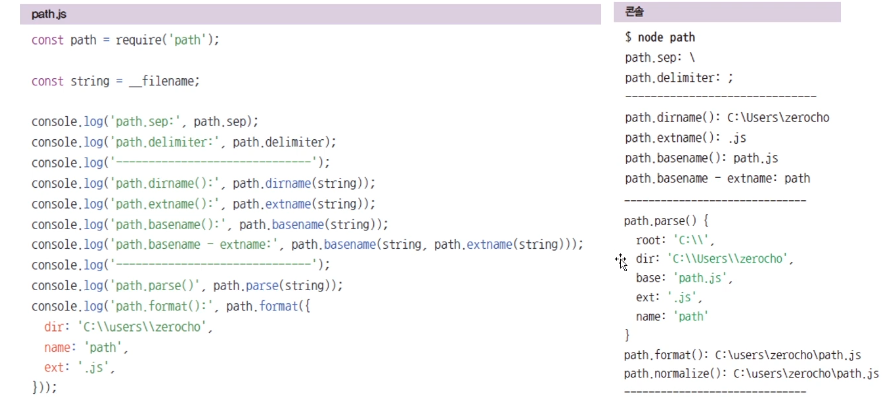 path.js
const path = require('path');
const string = __filename;
console.log('path.sep:', path.sep);
console.log('path.delimiter:', path.delimiter);
console.log('------------------------------');
console.log('path.dirname():', path.dirname(string));
console.log('path.extname():', path.extname(string));
console.log('path.basename():', path.basename(string));
console.log('path.basename - extname:', path.basename(string, path.extname(string)));
console.log('------------------------------');
console.log('path.parse()', path.parse(string));
console.log('path.format():', path.format({
dir: 'C:\\users\\zerocho',
name: 'path',
ext: '.js',
}));
콘솔
$ node path
path.sep: \
path.delimiter: ;
------------------------------
path.dirname(): C:\Users\zerocho
path.extname(): .js
path.basename(): path.js
path.basename - extname: path
------------------------------
path.parse() {
root: 'C:\\',
dir: 'C:\\Users\\zerocho',
base: 'path.js',
ext: '.js',
name: 'path'
}
path.format(): C:\users\zerocho\path.js
path.normalize(): C:\users\zerocho\path.js
------------------------------